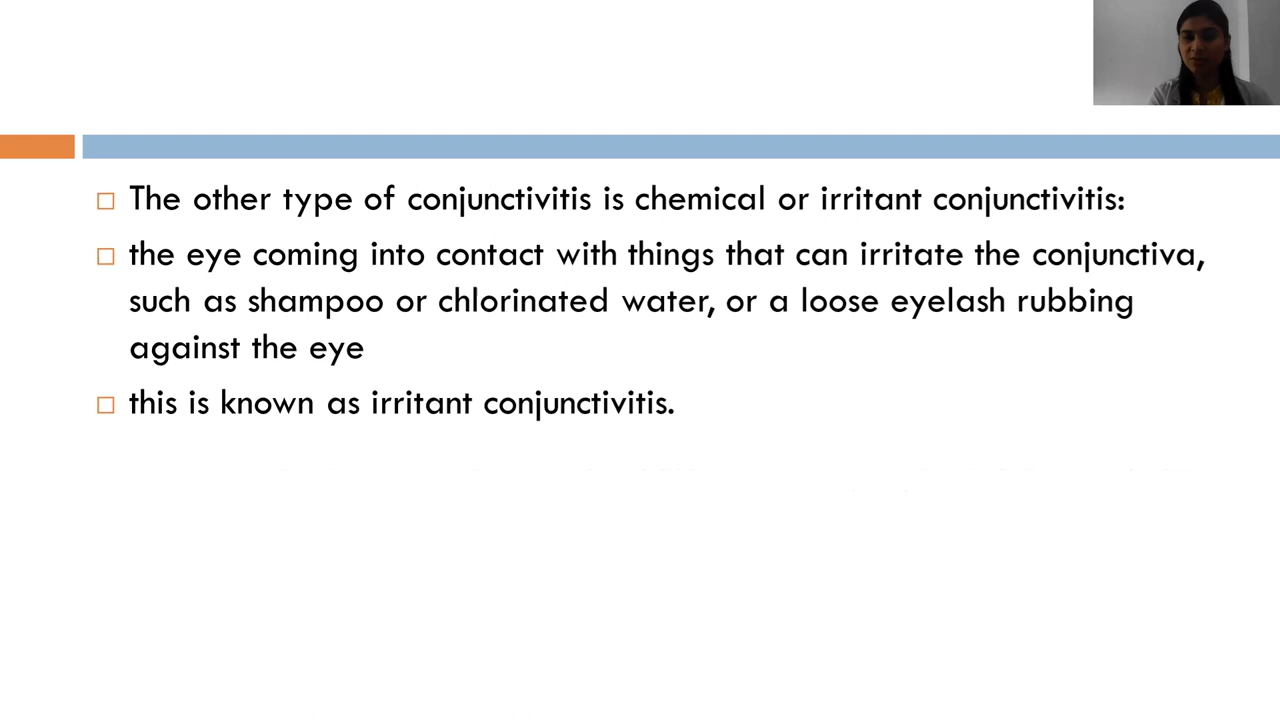 The other type of conjunctivitis is chemical or irritant conjunctivitis:
the eye coming into contact with things that can irritate the conjunctiva,
such as shampoo or chlorinated water, or a loose eyelash rubbing
against the eye
this is known as irritant conjunctivitis.